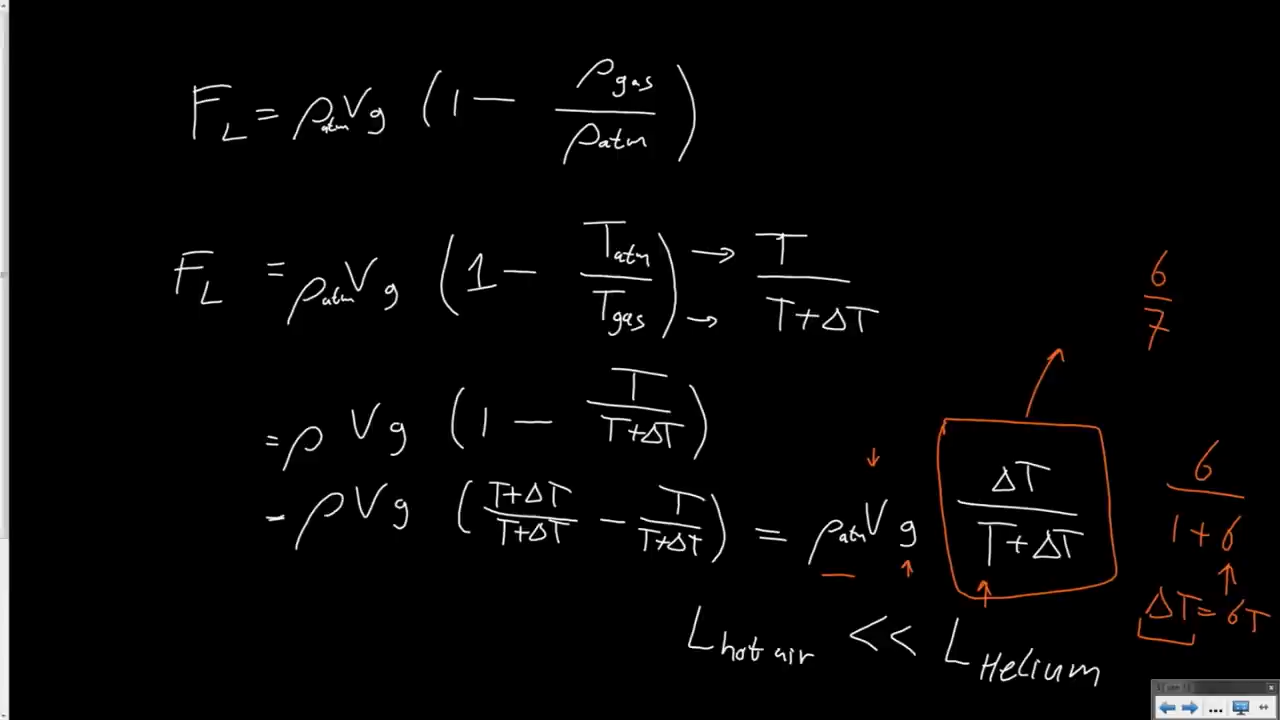 F_L = ρ_atm V g (1 − ρ_gas / ρ_atm)
F_L = ρ_atm V g (1 − T_atm / T_gas) → T / (T + ΔT)
→
6/7
= ρ V g (1 − T / (T + ΔT))
- ρ V g ((T + ΔT) / (T + ΔT) − T / (T + ΔT)) = ρ_atm V g ΔT / (T + ΔT)
6 / (1 + 6)
ΔT = 6T
L_hot air << L_Helium